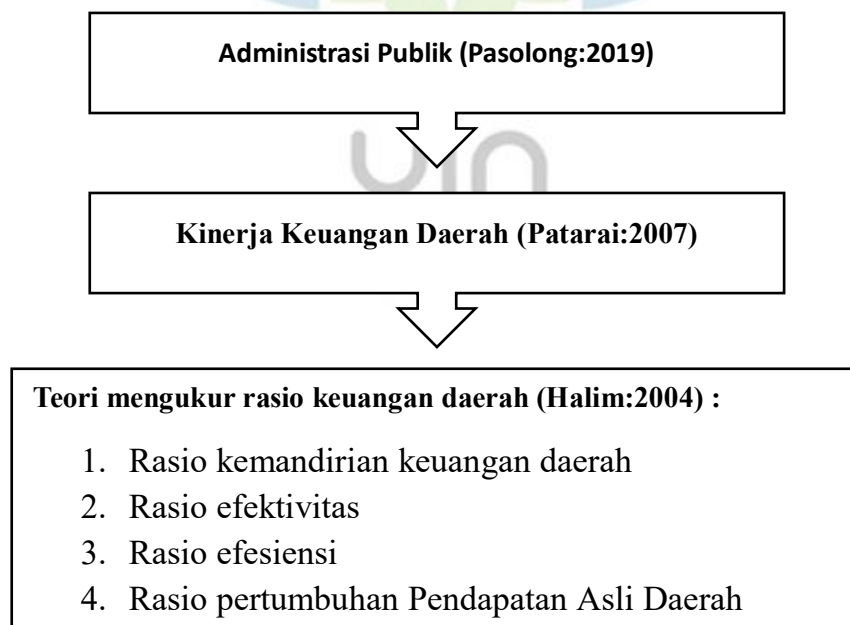 Administrasi Publik (Pasolong:2019)
uin
Kinerja Keuangan Daerah (Patarai:2007)
Teori mengukur rasio keuangan daerah (Halim:2004) :
1. Rasio kemandirian keuangan daerah
2. Rasio efektivitas
3. Rasio efesiensi
4. Rasio pertumbuhan Pendapatan Asli Daerah